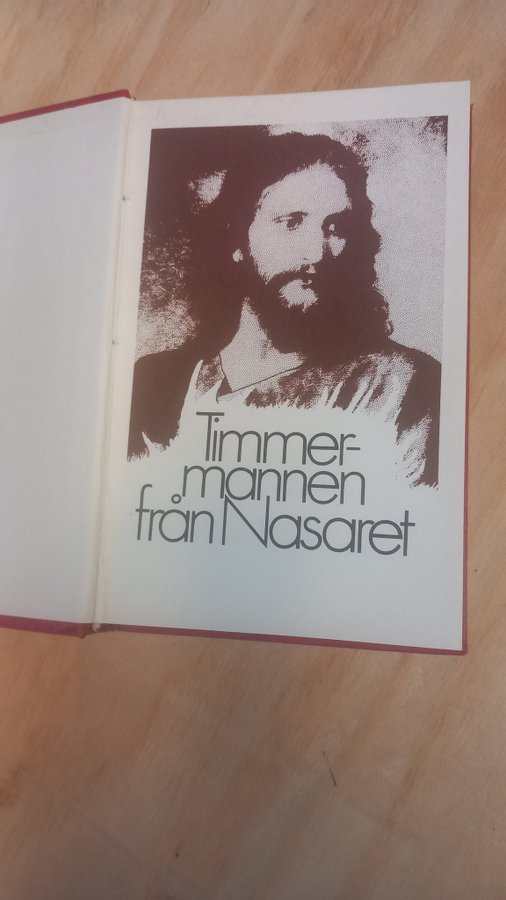 Timmer-
mannen
från Nasaret